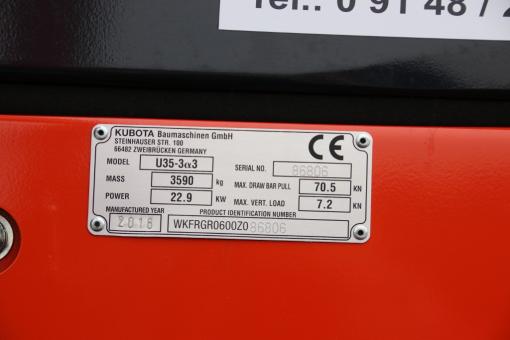 Tel.: 0 91 48 / 2
KUBOTA Baumaschinen GmbH
STEINHAUSER STR. 100
66482 ZWEIBRÜCKEN GERMANY
CE
MODEL U35-3α3 SERIAL NO. 86806
MASS 3590 kg MAX. DRAW BAR PULL 70.5 KN
POWER 22.9 KW MAX. VERT. LOAD 7.2 KN
MANUFACTURED YEAR PRODUCT IDENTIFICATION NUMBER
2016 WKFRGR0600Z086806